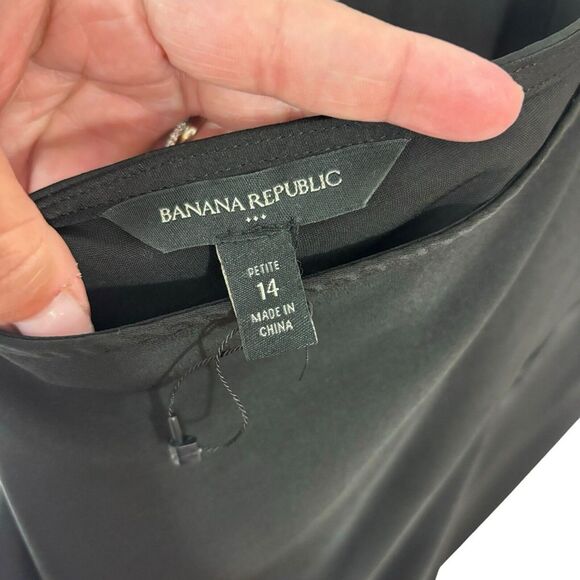 BANANA REPUBLIC
PETITE
14
MADE IN
CHINA